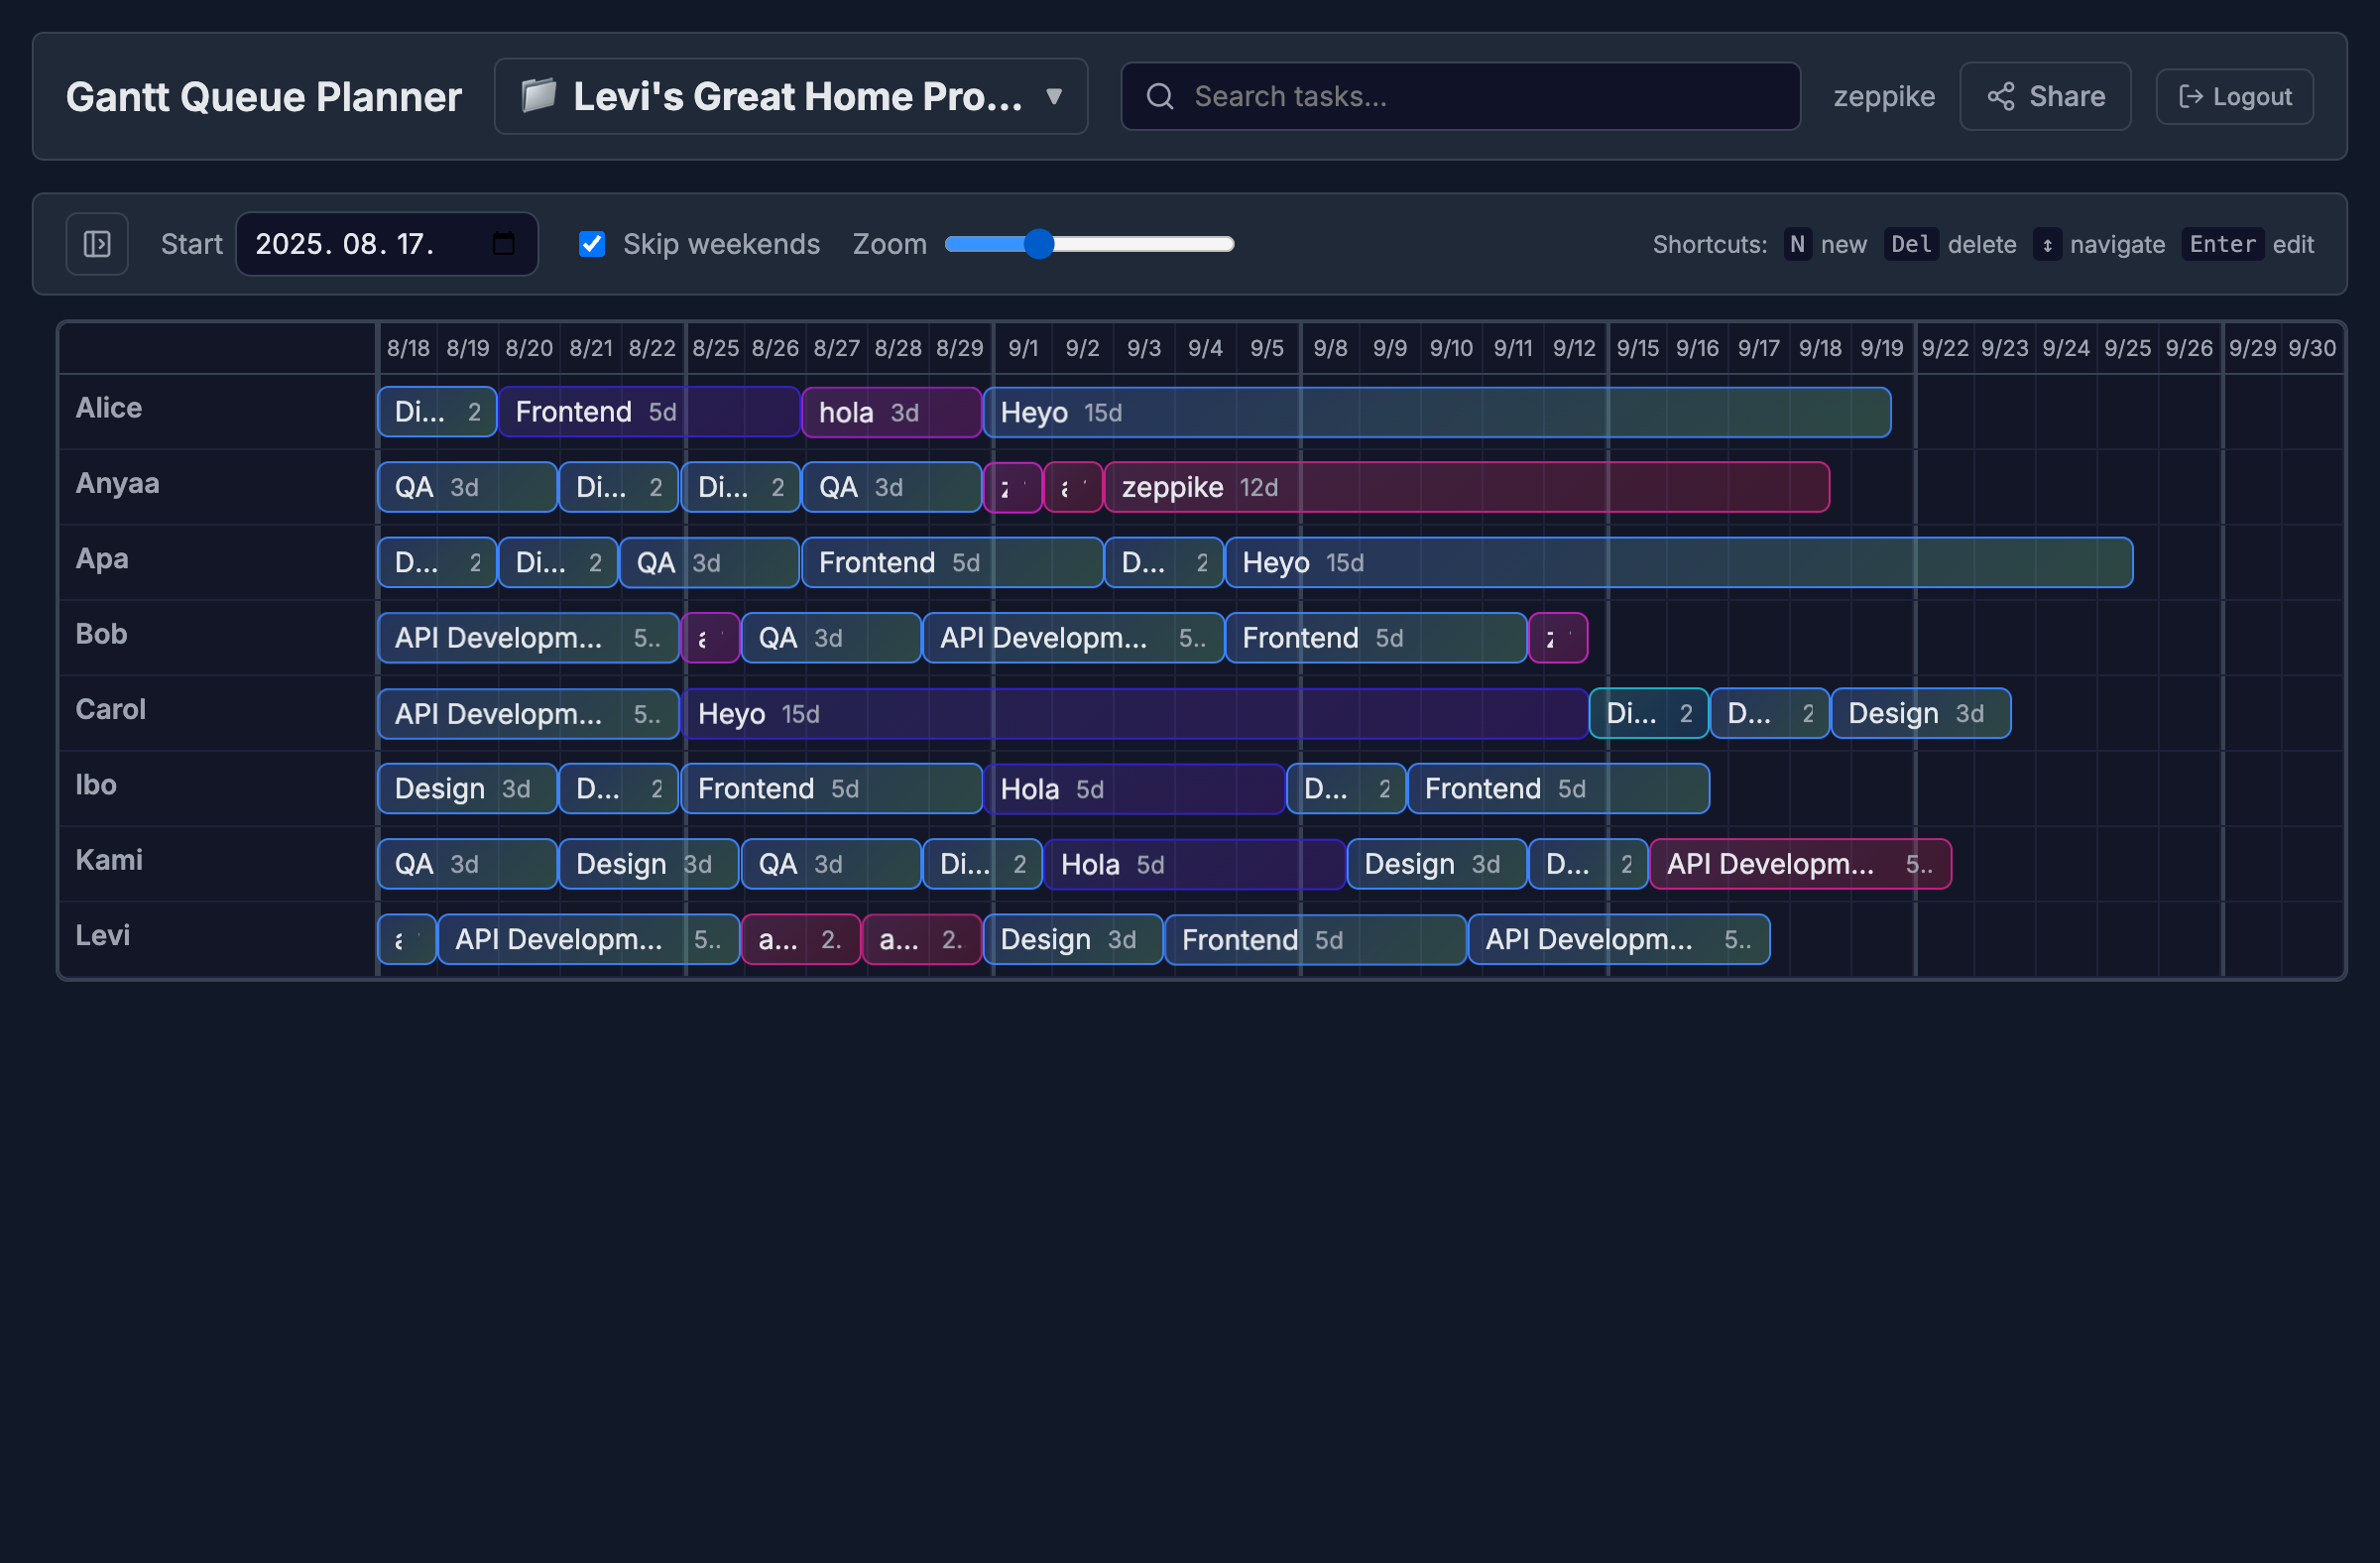 Gantt Queue Planner
Levi's Great Home Pro... ▼
Search tasks...
zeppike
Share
Logout
Start 2025. 08. 17.
Skip weekends
Zoom
Shortcuts: N new Del delete ↕ navigate Enter edit
8/18 8/19 8/20 8/21 8/22 8/25 8/26 8/27 8/28 8/29 9/1 9/2 9/3 9/4 9/5 9/8 9/9 9/10 9/11 9/12 9/15 9/16 9/17 9/18 9/19 9/22 9/23 9/24 9/25 9/26 9/29 9/30
Alice
Di... 2 Frontend 5d hola 3d Heyo 15d
Anyaa
QA 3d Di... 2 Di... 2 QA 3d zeppike 12d
Apa
D... 2 Di... 2 QA 3d Frontend 5d D... 2 Heyo 15d
Bob
API Developm... 5.. QA 3d API Developm... 5.. Frontend 5d
Carol
API Developm... 5.. Heyo 15d Di... 2 D... 2 Design 3d
Ibo
Design 3d D... 2 Frontend 5d Hola 5d D... 2 Frontend 5d
Kami
QA 3d Design 3d QA 3d Di... 2 Hola 5d Design 3d D... 2 API Developm... 5..
Levi
API Developm... 5.. a... 2. a... 2. Design 3d Frontend 5d API Developm... 5..